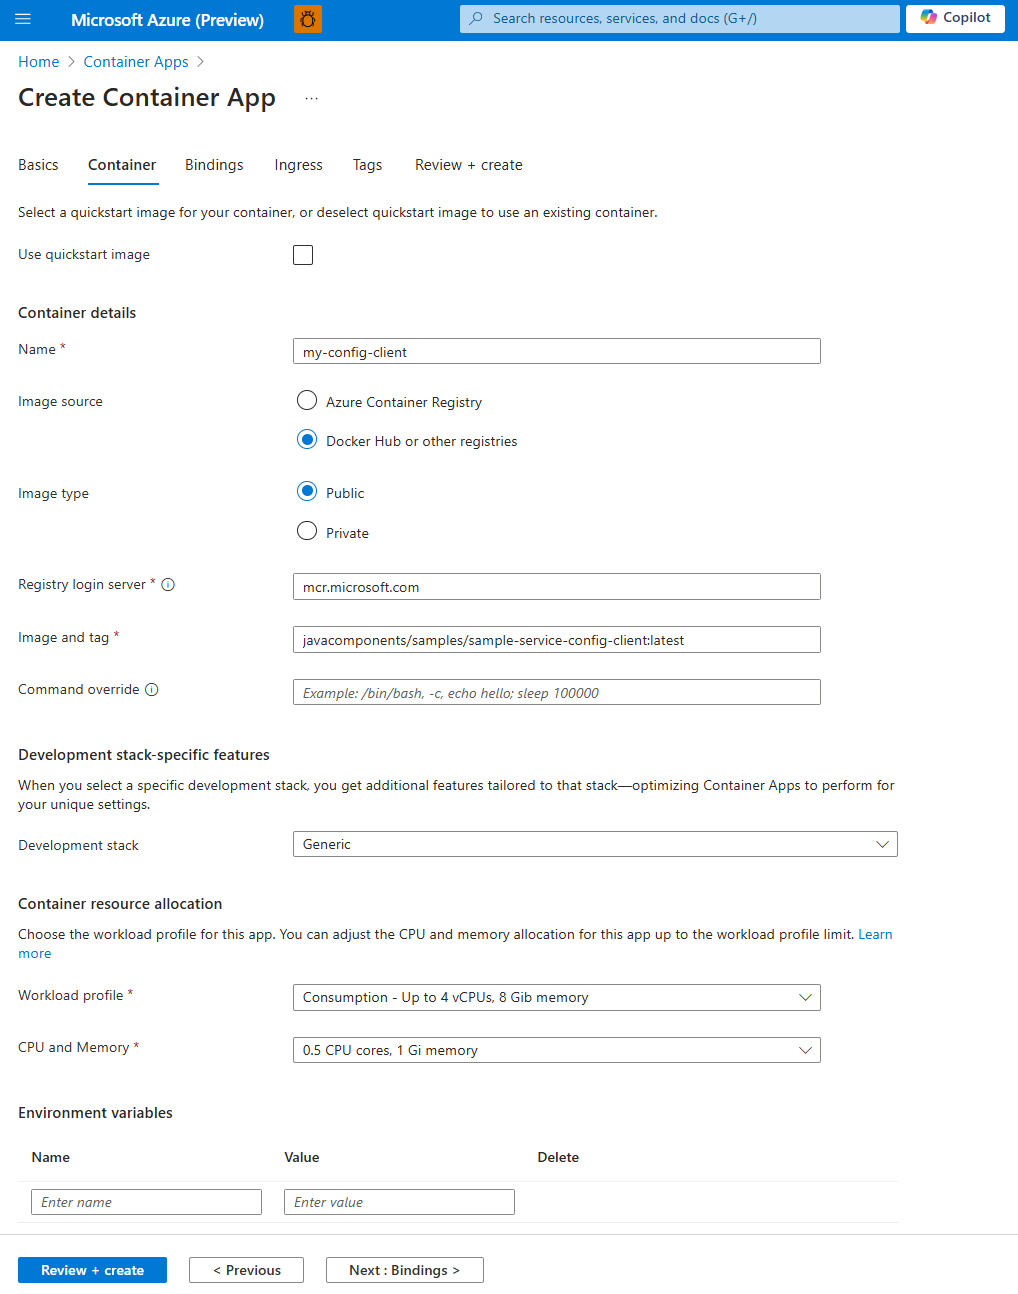 Microsoft Azure (Preview)
Search resources, services, and docs (G+/)
Copilot
Home > Container Apps >
Create Container App ...
Basics Container Bindings Ingress Tags Review + create
Select a quickstart image for your container, or deselect quickstart image to use an existing container.
Use quickstart image
Container details
Name * my-config-client
Image source
Azure Container Registry
Docker Hub or other registries
Image type
Public
Private
Registry login server * mcr.microsoft.com
Image and tag * javacomponents/samples/sample-service-config-client:latest
Command override Example: /bin/bash, -c, echo hello; sleep 100000
Development stack-specific features
When you select a specific development stack, you get additional features tailored to that stack—optimizing Container Apps to perform for
your unique settings.
Development stack Generic
Container resource allocation
Choose the workload profile for this app. You can adjust the CPU and memory allocation for this app up to the workload profile limit. Learn
more
Workload profile * Consumption - Up to 4 vCPUs, 8 Gib memory
CPU and Memory * 0.5 CPU cores, 1 Gi memory
Environment variables
Name Value Delete
Enter name Enter value
Review + create < Previous Next : Bindings >